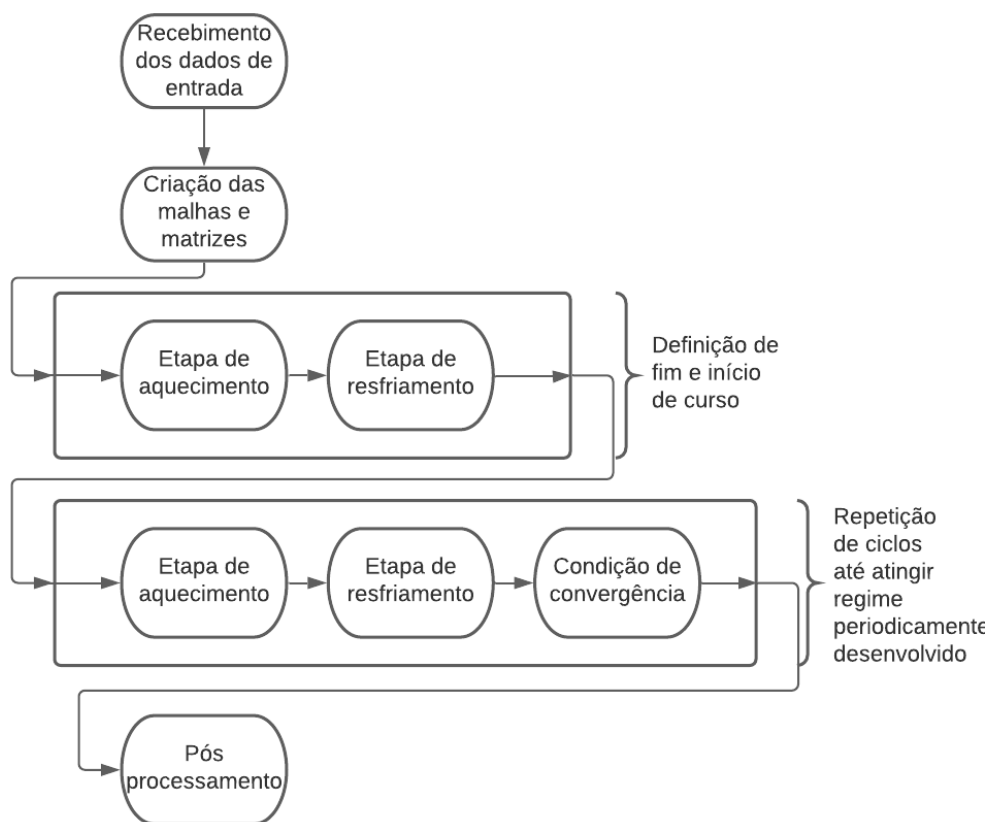 Recebimento
dos dados de
entrada
Criação das
malhas e
matrizes
Etapa de
aquecimento
Etapa de
resfriamento
Definição de
fim e início
de curso
Etapa de
aquecimento
Etapa de
resfriamento
Condição de
convergência
Repetição
de ciclos
até atingir
regime
periodicamente
desenvolvido
Pós
processamento